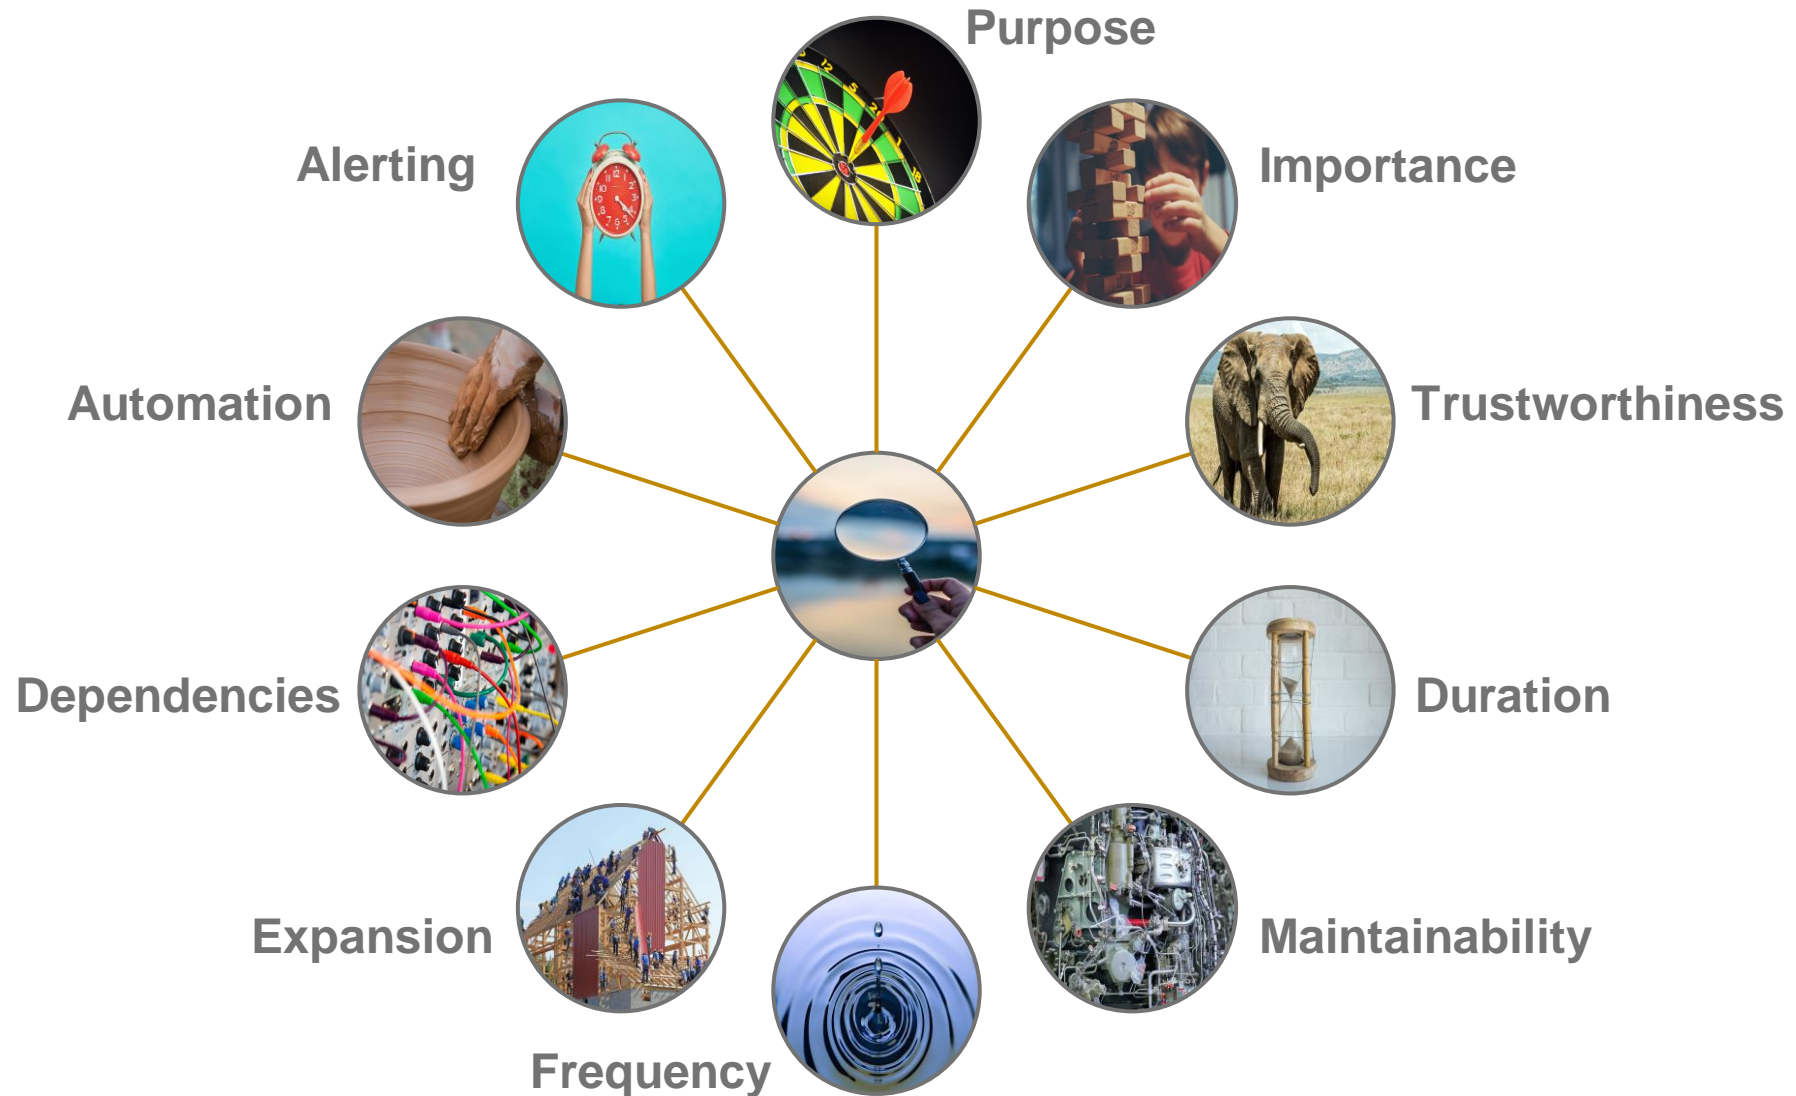 Purpose
Alerting
Importance
Automation
Trustworthiness
Dependencies
Duration
Expansion
Maintainability
Frequency